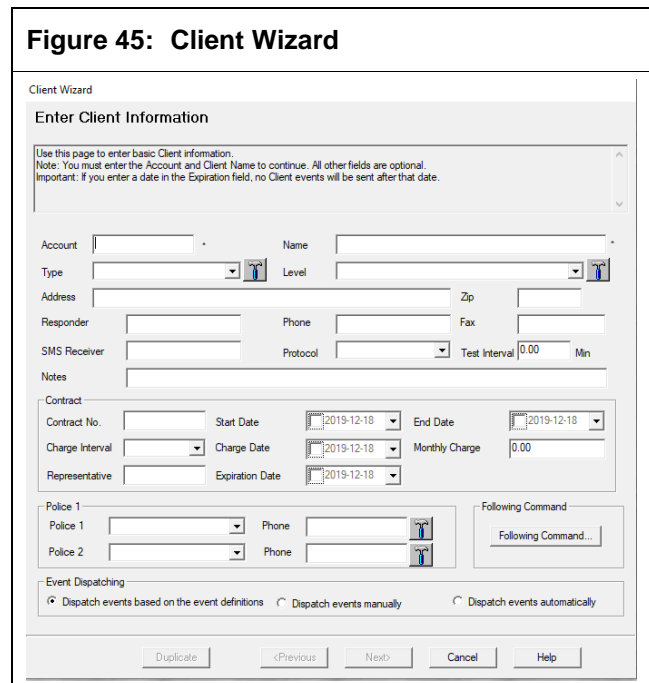 Figure 45: Client Wizard
Client Wizard
Enter Client Information
Use this page to enter basic Client information.
Note: You must enter the Account and Client Name to continue. All other fields are optional.
Important: If you enter a date in the Expiration field, no Client events will be sent after that date.
Account * Name *
Type Level
Address Zip
Responder Phone Fax
SMS Receiver Protocol Test Interval 0.00 Min
Notes
Contract
Contract No. Start Date 2019-12-18 End Date 2019-12-18
Charge Interval Charge Date 2019-12-18 Monthly Charge 0.00
Representative Expiration Date 2019-12-18
Police 1 Following Command
Police 1 Phone Following Command...
Police 2 Phone
Event Dispatching
Dispatch events based on the event definitions Dispatch events manually Dispatch events automatically
Duplicate <Previous Next> Cancel Help